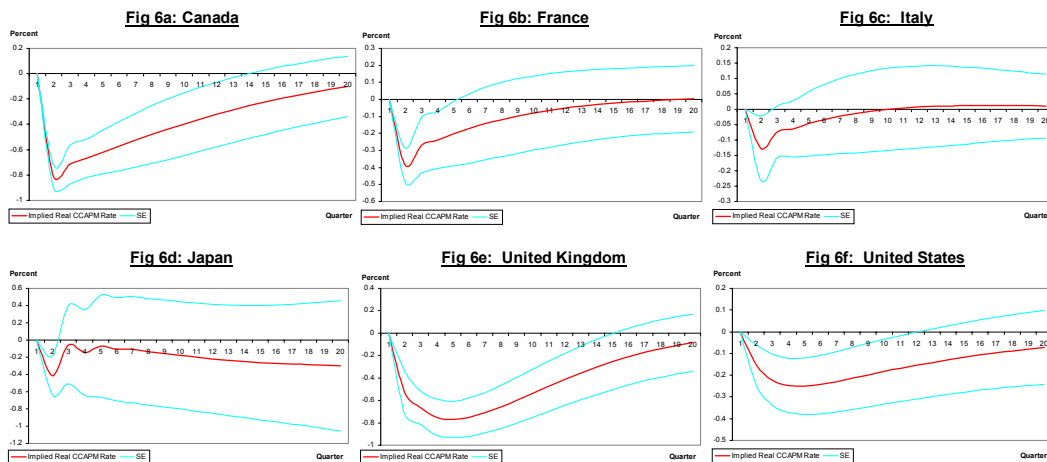 Fig 6a: Canada
Percent
0.2
0
-0.2
-0.4
-0.6
-0.8
-1
1 2 3 4 5 6 7 8 9 10 11 12 13 14 15 16 17 18 19 20
Implied Real CCAPM Rate SE
Quarter
Fig 6b: France
Percent
0.4
0.3
0.2
0.1
0
-0.1
-0.2
-0.3
-0.4
-0.5
-0.6
1 2 3 4 5 6 7 8 9 10 11 12 13 14 15 16 17 18 19 20
Implied Real CCAPM Rate SE
Quarter
Fig 6c: Italy
Percent
0.2
0.15
0.1
0.05
0
-0.05
-0.1
-0.15
-0.2
-0.25
-0.3
1 2 3 4 5 6 7 8 9 10 11 12 13 14 15 16 17 18 19 20
Implied Real CCAPM Rate SE
Quarter
Fig 6d: Japan
Percent
0.6
0.4
0.2
0
-0.2
-0.4
-0.6
-0.8
-1
-1.2
1 2 3 4 5 6 7 8 9 10 11 12 13 14 15 16 17 18 19 20
Implied Real CCAPM Rate SE
Quarter
Fig 6e: United Kingdom
Percent
0.4
0.2
0
-0.2
-0.4
-0.6
-0.8
-1
1 2 3 4 5 6 7 8 9 10 11 12 13 14 15 16 17 18 19 20
Implied Real CCAPM Rate SE
Quarter
Fig 6f: United States
Percent
0.2
0.1
0
-0.1
-0.2
-0.3
-0.4
-0.5
1 2 3 4 5 6 7 8 9 10 11 12 13 14 15 16 17 18 19 20
Implied Real CCAPM Rate SE
Quarter